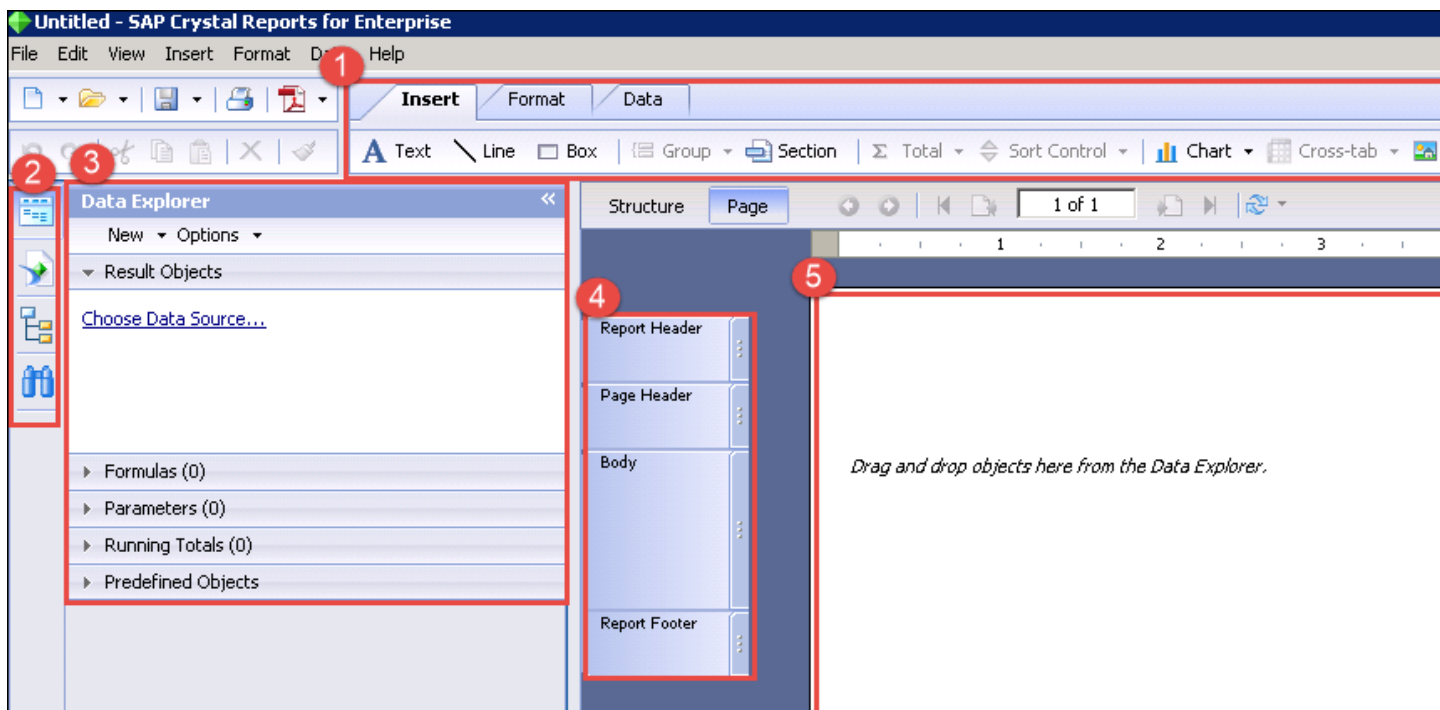 Untitled - SAP Crystal Reports for Enterprise
File Edit View Insert Format Help
1
Insert Format Data
A Text Line Box Group Section Σ Total Sort Control Chart Cross-tab
2
3
Data Explorer «
New Options
Result Objects
Choose Data Source...
Formulas (0)
Parameters (0)
Running Totals (0)
Predefined Objects
Structure Page 1 of 1
1 2 3
4
5
Report Header
Page Header
Body
Report Footer
Drag and drop objects here from the Data Explorer.